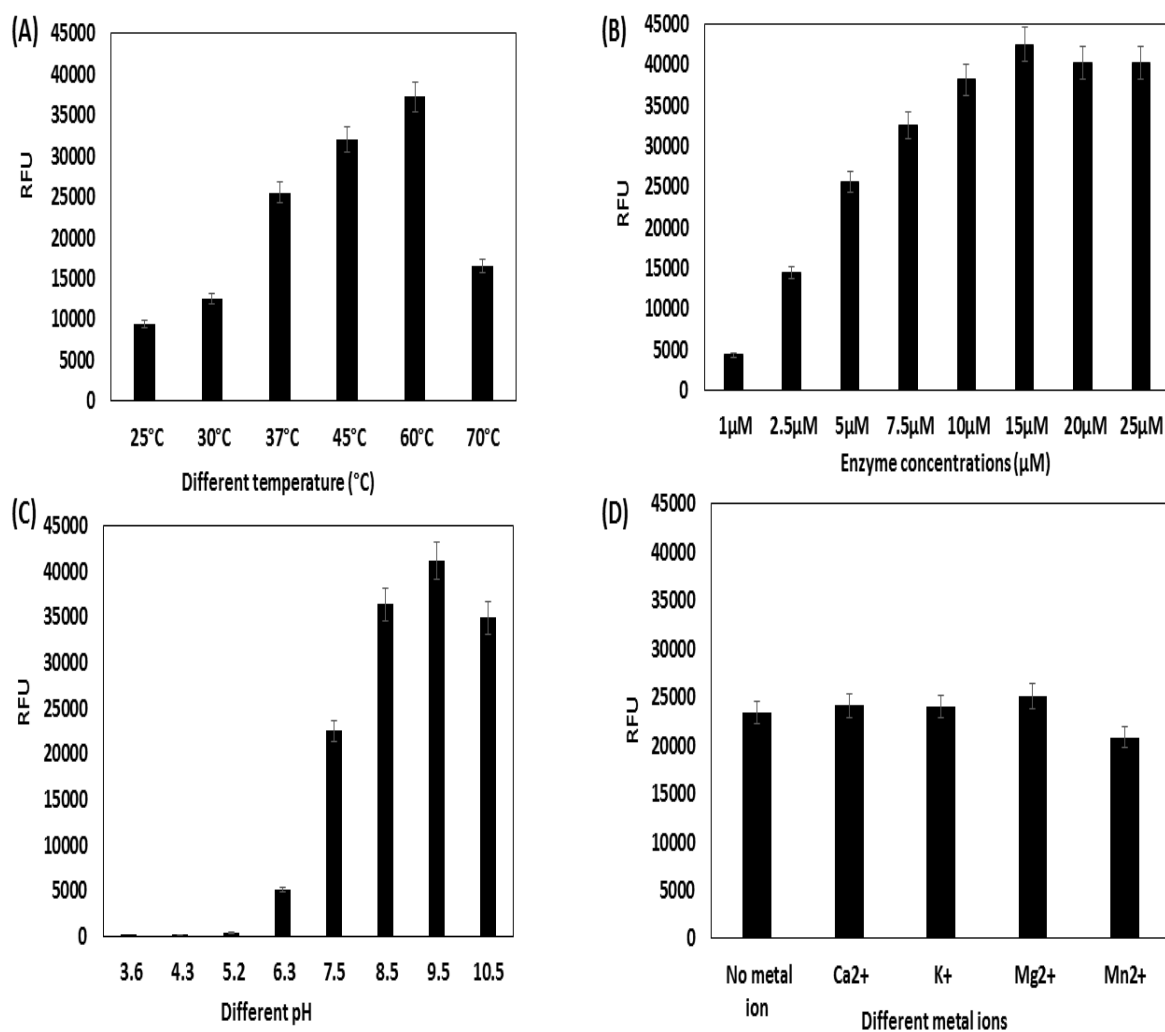 (A)
45000
40000
35000
30000
25000
20000
15000
10000
5000
0
RFU
25°C 30°C 37°C 45°C 60°C 70°C
Different temperature (°C)
(B)
45000
40000
35000
30000
25000
20000
15000
10000
5000
0
RFU
1µM 2.5µM 5µM 7.5µM 10µM 15µM 20µM 25µM
Enzyme concentrations (µM)
(C)
45000
40000
35000
30000
25000
20000
15000
10000
5000
0
RFU
3.6 4.3 5.2 6.3 7.5 8.5 9.5 10.5
Different pH
(D)
45000
40000
35000
30000
25000
20000
15000
10000
5000
0
RFU
No metal Ca2+ K+ Mg2+ Mn2+
ion
Different metal ions